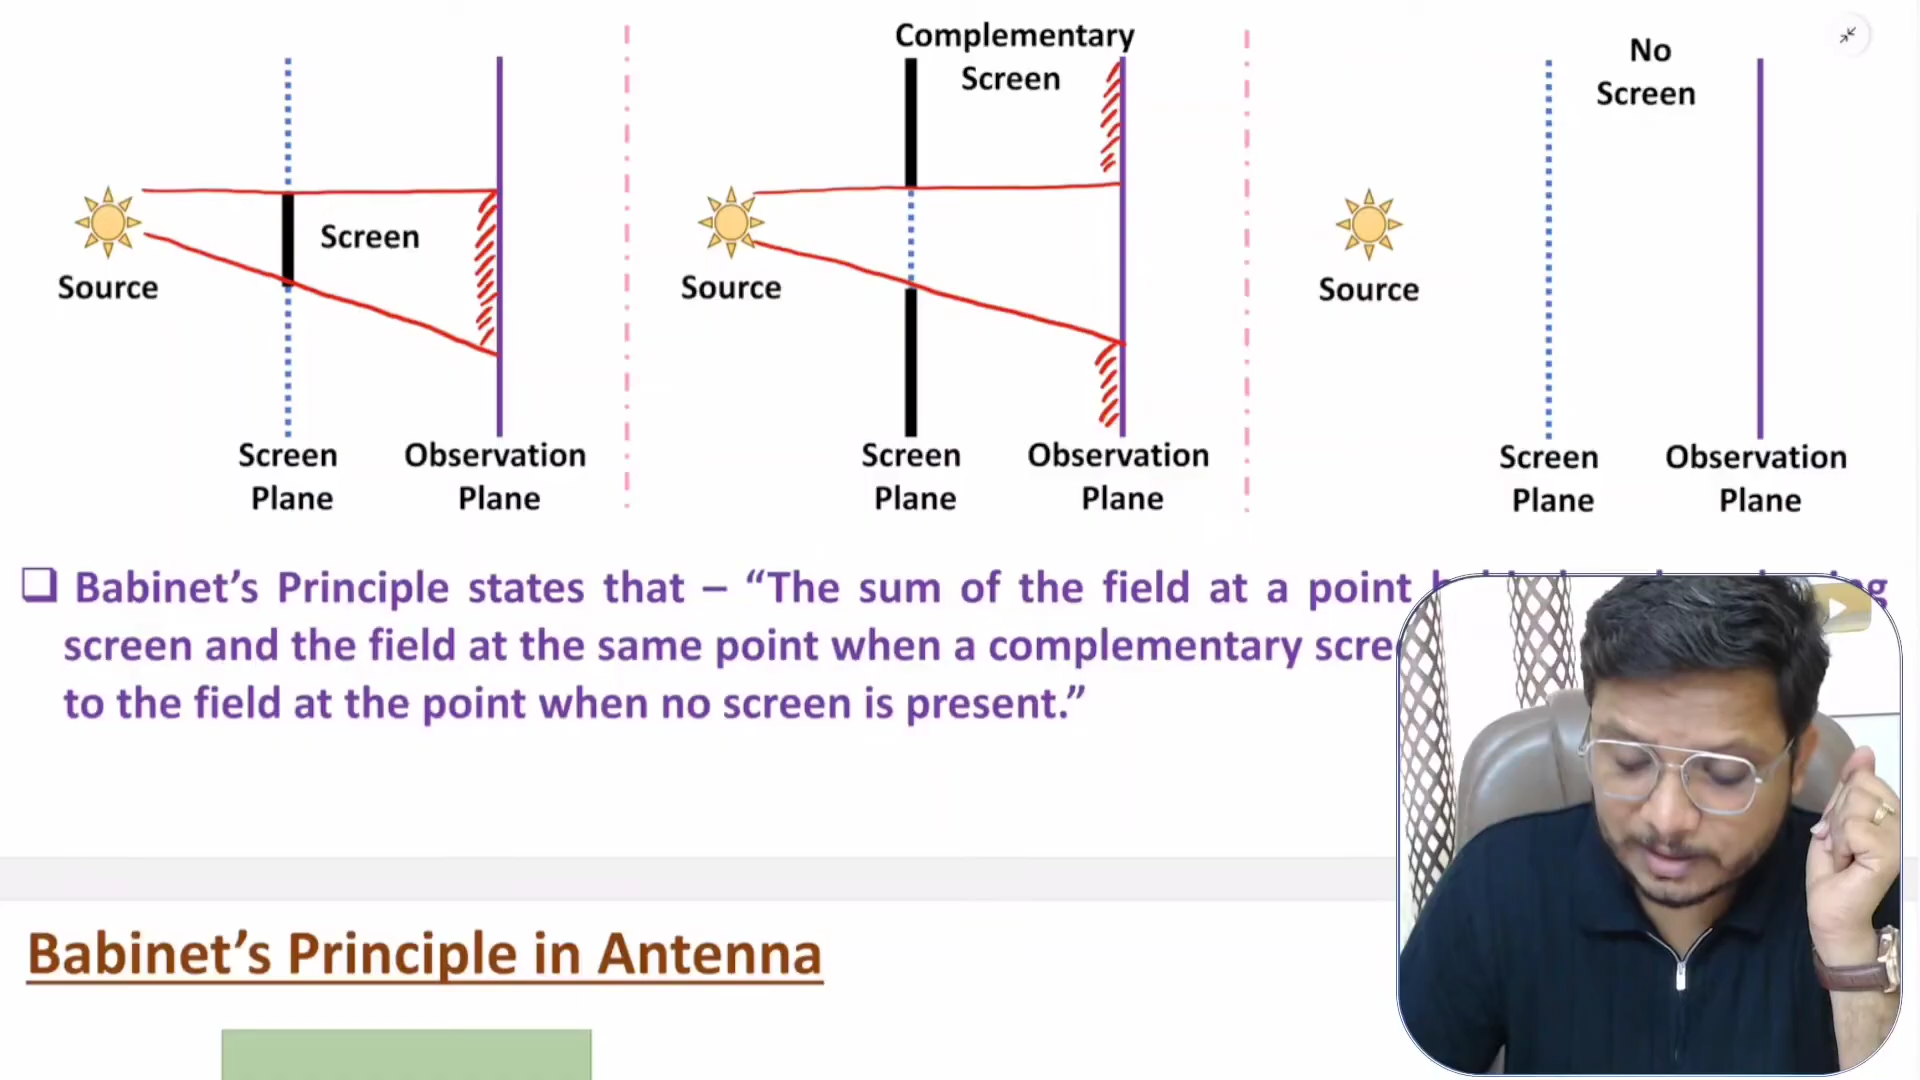 Complementary
Screen
No
Screen
Screen
Source
Source
Source
Screen
Plane
Observation
Plane
Screen
Plane
Observation
Plane
Screen
Plane
Observation
Plane
Babinet’s Principle states that – “The sum of the field at a point
screen and the field at the same point when a complementary
to the field at the point when no screen is present.”
Babinet’s Principle in Antenna